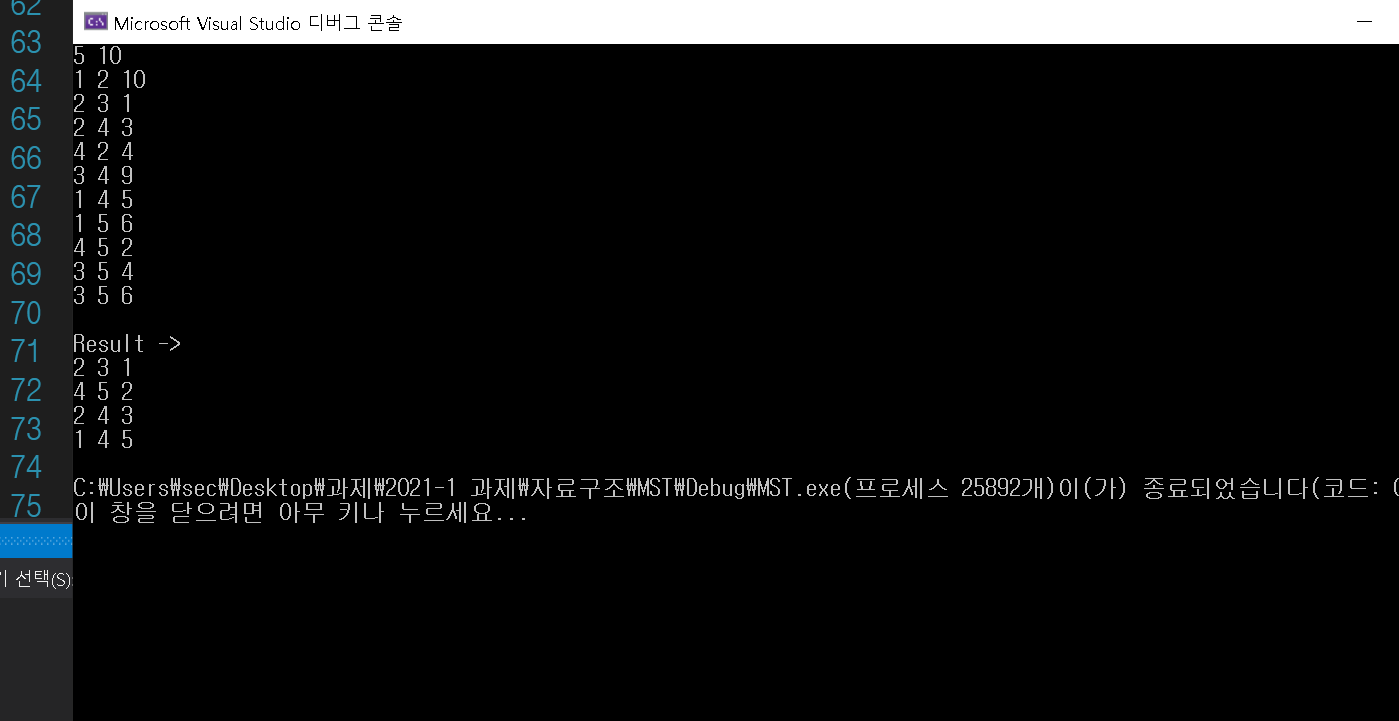 62
63
64
65
66
67
68
69
70
71
72
73
74
75
선택(S):
C:\ Microsoft Visual Studio 디버그 콘솔
5 10
1 2 10
2 3 1
2 4 3
4 2 4
3 4 9
1 4 5
1 5 6
4 5 2
3 5 4
3 5 6
Result ->
2 3 1
4 5 2
2 4 3
1 4 5
C:₩Users₩sec₩Desktop₩과제₩2021-1 과제₩자료구조₩MST₩Debug₩MST.exe(프로세스 25892개)이(가) 종료되었습니다(코드:
이 창을 닫으려면 아무 키나 누르세요...